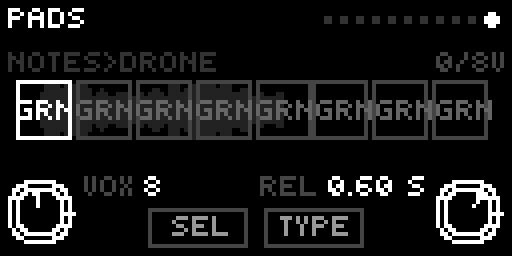 PADS
NOTES>DRONE 0/8V
GRN GRN GRN GRN GRN GRN GRN GRN
VOX 8 REL 0.60 S
SEL TYPE